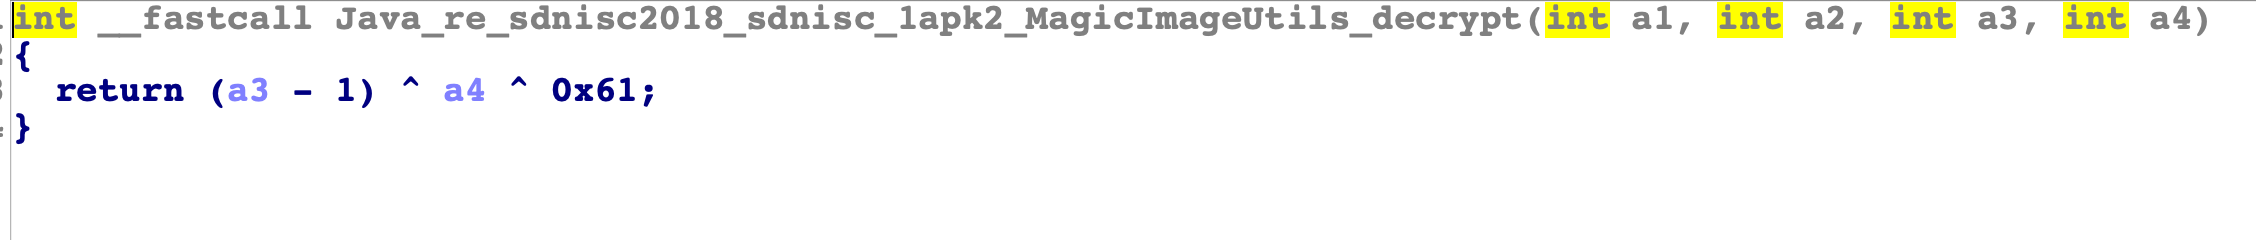 int __fastcall Java_re_sdnisc2018_sdnisc_1apk2_MagicImageUtils_decrypt(int a1, int a2, int a3, int a4)
{
  return (a3 - 1) ^ a4 ^ 0x61;
}